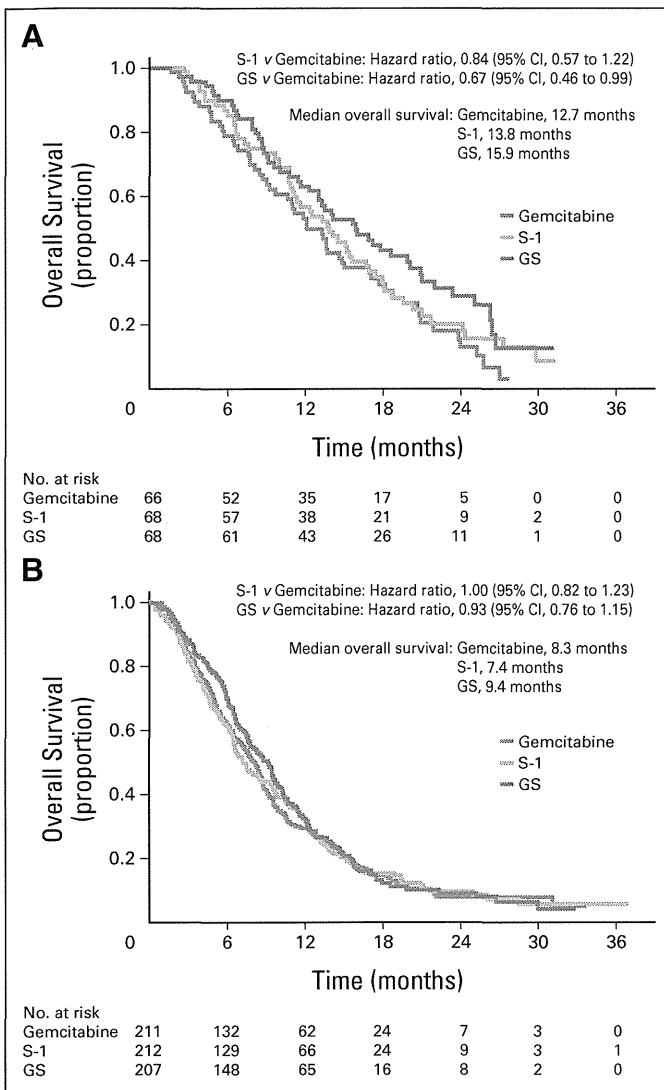 A
S-1 v Gemcitabine: Hazard ratio, 0.84 (95% CI, 0.57 to 1.22)
GS v Gemcitabine: Hazard ratio, 0.67 (95% CI, 0.46 to 0.99)
Median overall survival: Gemcitabine, 12.7 months
S-1, 13.8 months
GS, 15.9 months
Gemcitabine
S-1
GS
Overall Survival
(proportion)
1.0
0.8
0.6
0.4
0.2
0 6 12 18 24 30 36
Time (months)
No. at risk
Gemcitabine 66 52 35 17 5 0 0
S-1 68 57 38 21 9 2 0
GS 68 61 43 26 11 1 0
B
S-1 v Gemcitabine: Hazard ratio, 1.00 (95% CI, 0.82 to 1.23)
GS v Gemcitabine: Hazard ratio, 0.93 (95% CI, 0.76 to 1.15)
Median overall survival: Gemcitabine, 8.3 months
S-1, 7.4 months
GS, 9.4 months
Gemcitabine
S-1
GS
Overall Survival
(proportion)
1.0
0.8
0.6
0.4
0.2
0 6 12 18 24 30 36
Time (months)
No. at risk
Gemcitabine 211 132 62 24 7 3 0
S-1 212 129 66 24 9 3 1
GS 207 148 65 16 8 2 0